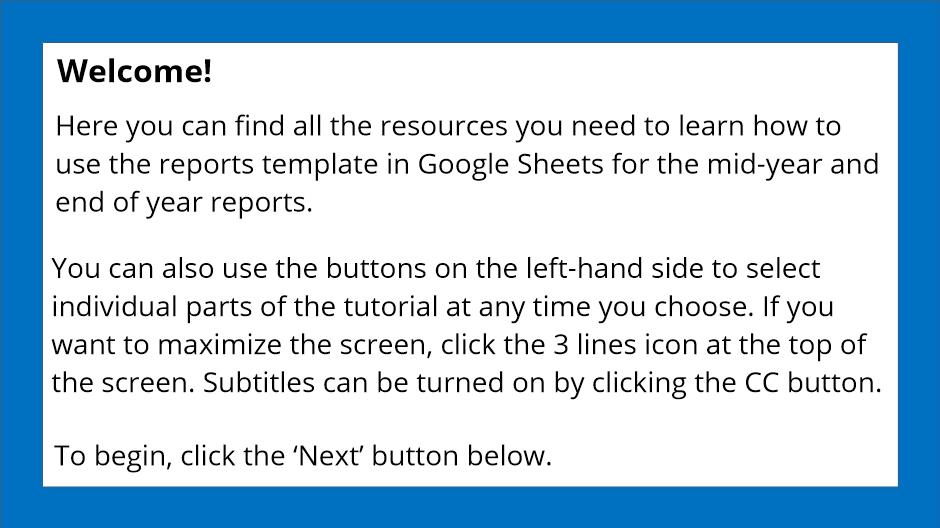 Welcome!
Here you can find all the resources you need to learn how to
use the reports template in Google Sheets for the mid-year and
end of year reports.
You can also use the buttons on the left-hand side to select
individual parts of the tutorial at any time you choose. If you
want to maximize the screen, click the 3 lines icon at the top of
the screen. Subtitles can be turned on by clicking the CC button.
To begin, click the ‘Next’ button below.